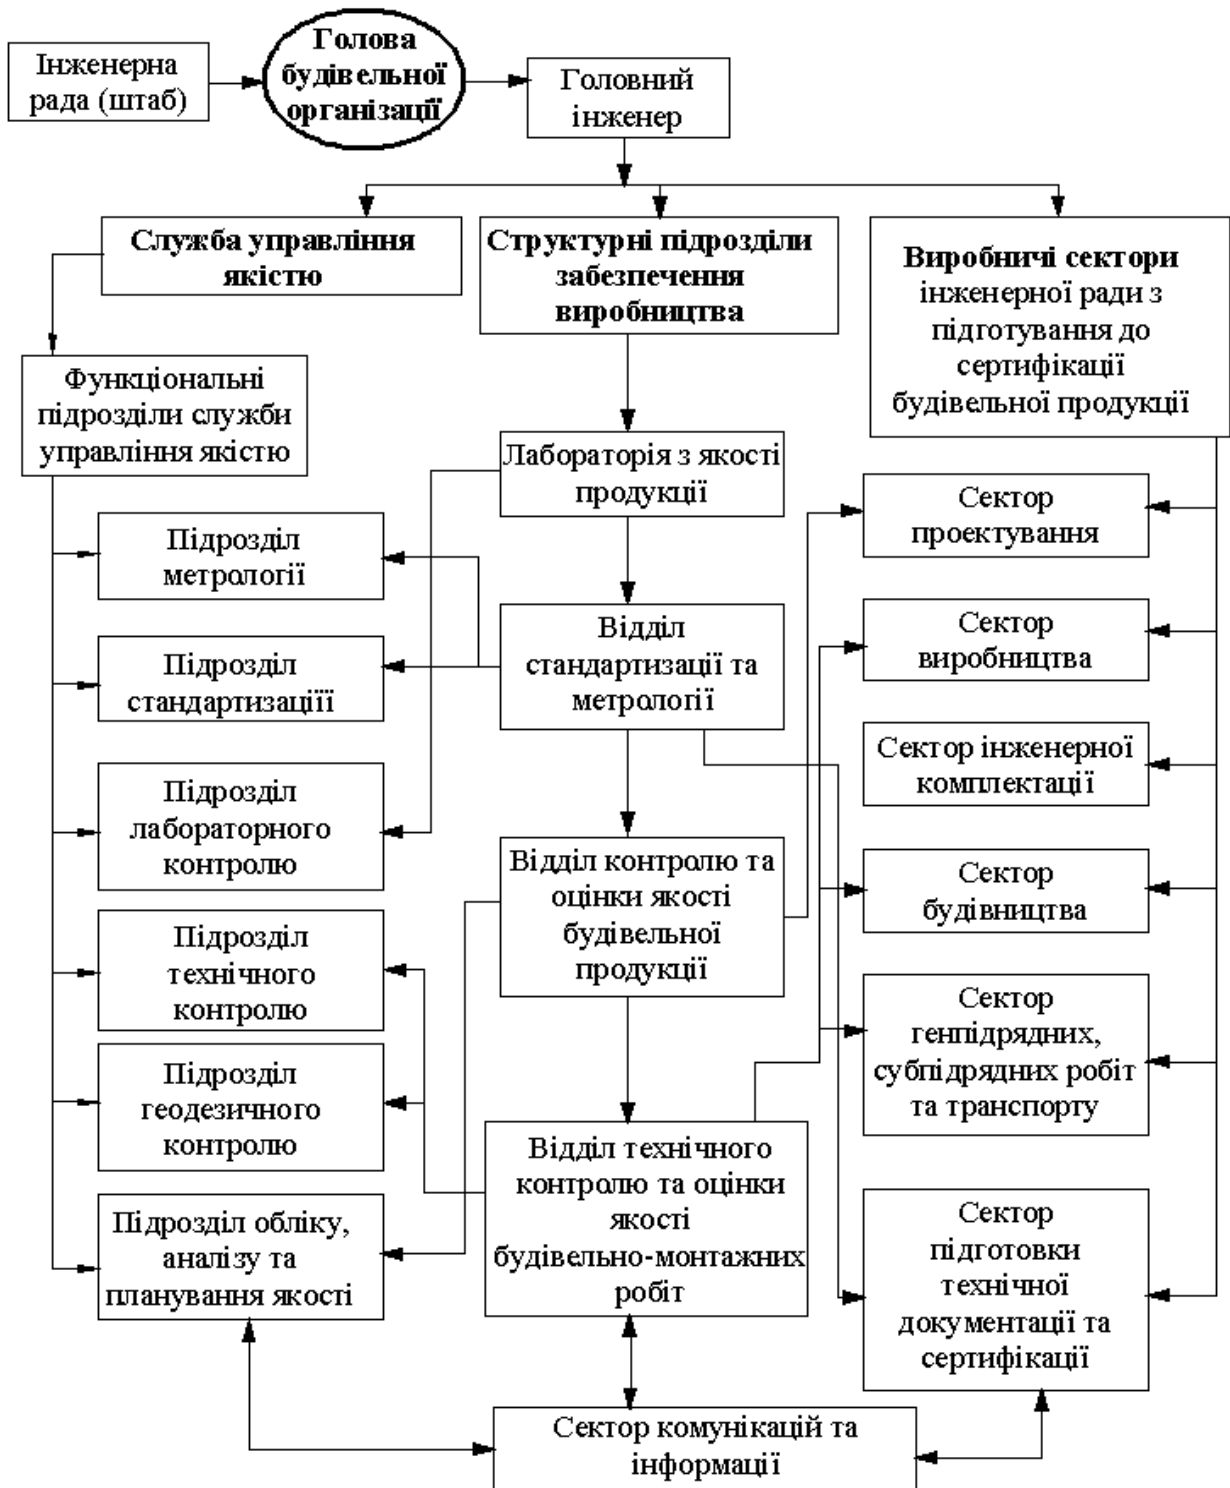 Інженерна
рада (штаб)
Голова
будівельної
організації
Головний
інженер
Служба управління
якістю
Структурні підрозділи
забезпечення
виробництва
Виробничі сектори
інженерної ради з
підготування до
сертифікації
будівельної продукції
Функціональні
підрозділи служби
управління якістю
Лабораторія з якості
продукції
Сектор
проектування
Підрозділ
метрології
Відділ
стандартизації та
метрології
Сектор
виробництва
Підрозділ
стандартизаціїї
Сектор інженерної
комплектації
Підрозділ
лабораторного
контролю
Відділ контролю та
оцінки якості
будівельної
продукції
Сектор
будівництва
Підрозділ
технічного
контролю
Сектор
генпідрядних,
субпідрядних робіт
та транспорту
Підрозділ
геодезичного
контролю
Відділ технічного
контролю та оцінки
якості
будівельно-монтажних
робіт
Підрозділ обліку,
аналізу та
планування якості
Сектор
підготовки
технічної
документації та
сертифікації
Сектор комунікацій та
інформації